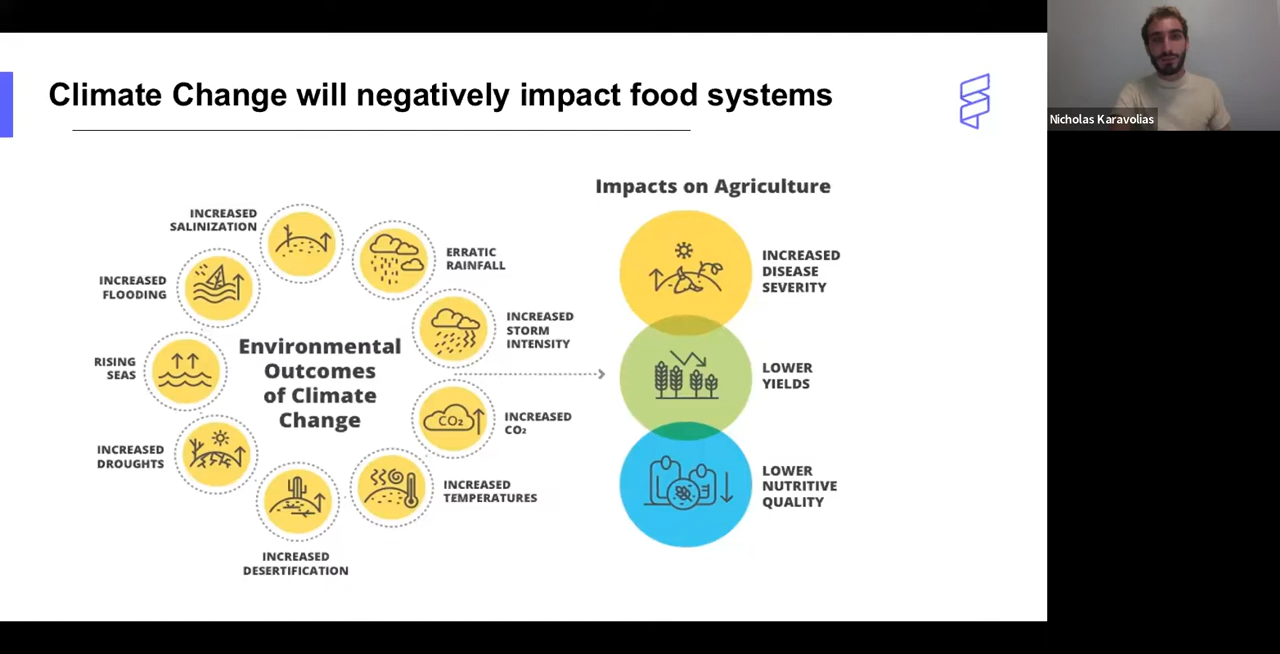 Climate Change will negatively impact food systems
Nicholas Karavolias
Impacts on Agriculture
INCREASED
SALINIZATION
ERRATIC
RAINFALL
INCREASED
FLOODING
INCREASED
STORM
INTENSITY
RISING
SEAS
Environmental
Outcomes
of Climate
Change
CO₂
INCREASED
CO₂
INCREASED
DROUGHTS
INCREASED
TEMPERATURES
INCREASED
DESERTIFICATION
INCREASED
DISEASE
SEVERITY
LOWER
YIELDS
LOWER
NUTRITIVE
QUALITY